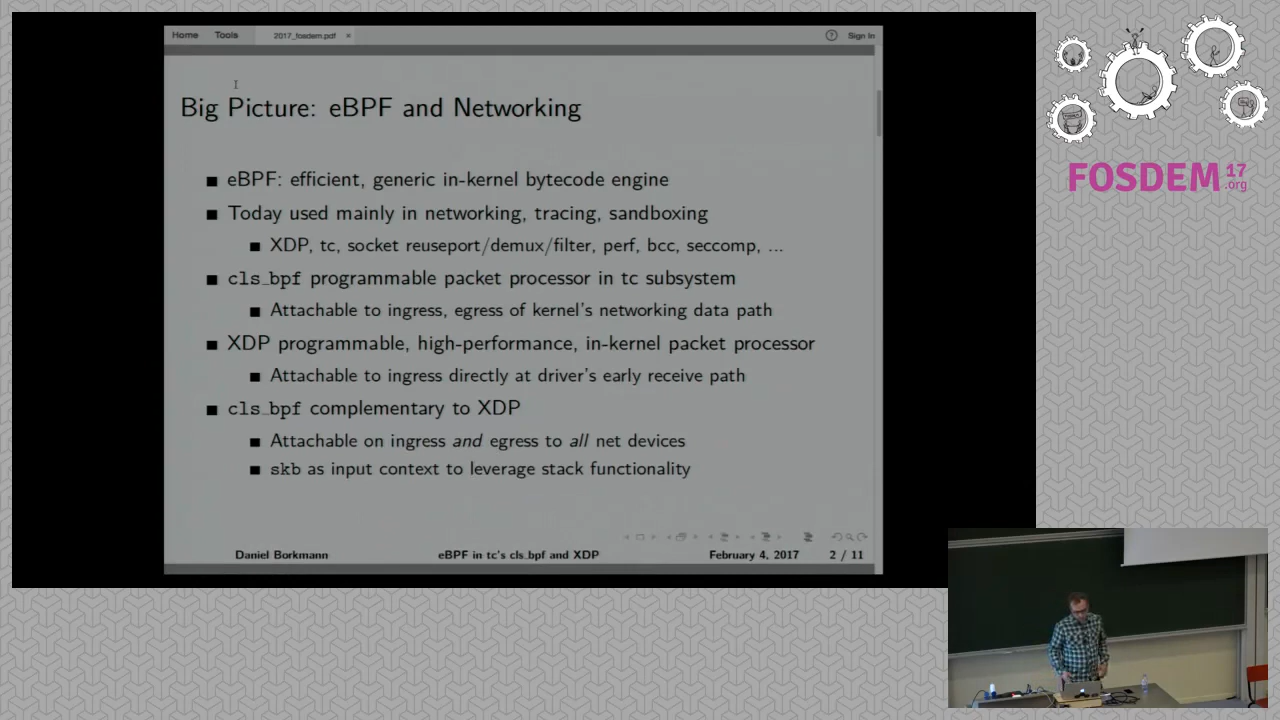 Home Tools 2017_fosdem.pdf × ? Sign In
Big Picture: eBPF and Networking
eBPF: efficient, generic in-kernel bytecode engine
Today used mainly in networking, tracing, sandboxing
XDP, tc, socket reuseport/demux/filter, perf, bcc, seccomp, ...
cls_bpf programmable packet processor in tc subsystem
Attachable to ingress, egress of kernel's networking data path
XDP programmable, high-performance, in-kernel packet processor
Attachable to ingress directly at driver's early receive path
cls_bpf complementary to XDP
Attachable on ingress and egress to all net devices
skb as input context to leverage stack functionality
Daniel Borkmann eBPF in tc's cls_bpf and XDP February 4, 2017 2 / 11
FOSDEM 17 .org